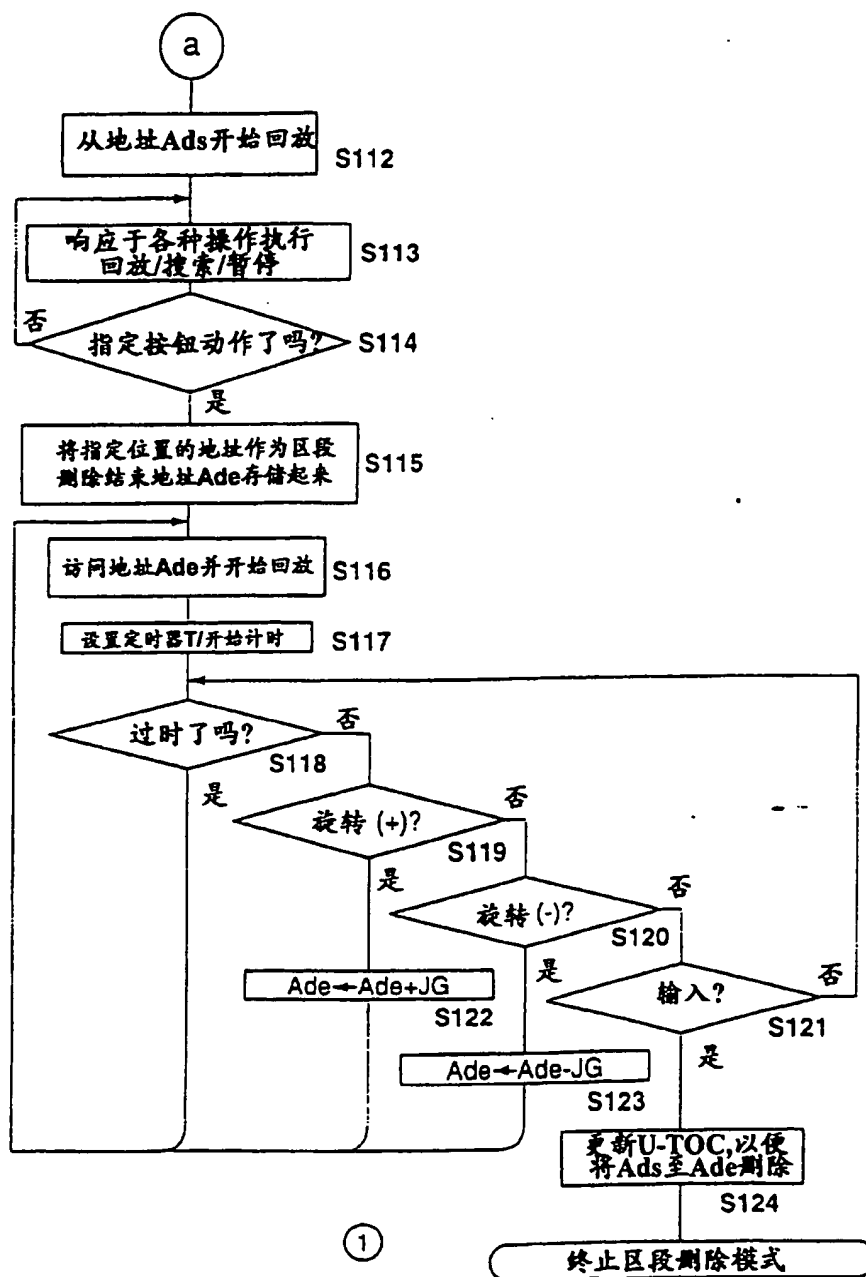 a
从地址Ads开始回放
S112
响应于各种操作执行
回放/搜索/暂停
S113
否
指定按钮动作了吗?
S114
是
将指定位置的地址作为区段
删除结束地址Ade存储起来
S115
访问地址Ade并开始回放
S116
设置定时器T/开始计时
S117
过时了吗?
否
S118
是
旋转(+)?
否
S119
是
旋转(-)?
否
S120
是
输入?
否
S121
是
Ade←Ade+JG
S122
Ade←Ade-JG
S123
更新U-TOC,以便
将Ads至Ade删除
S124
1
终止区段删除模式